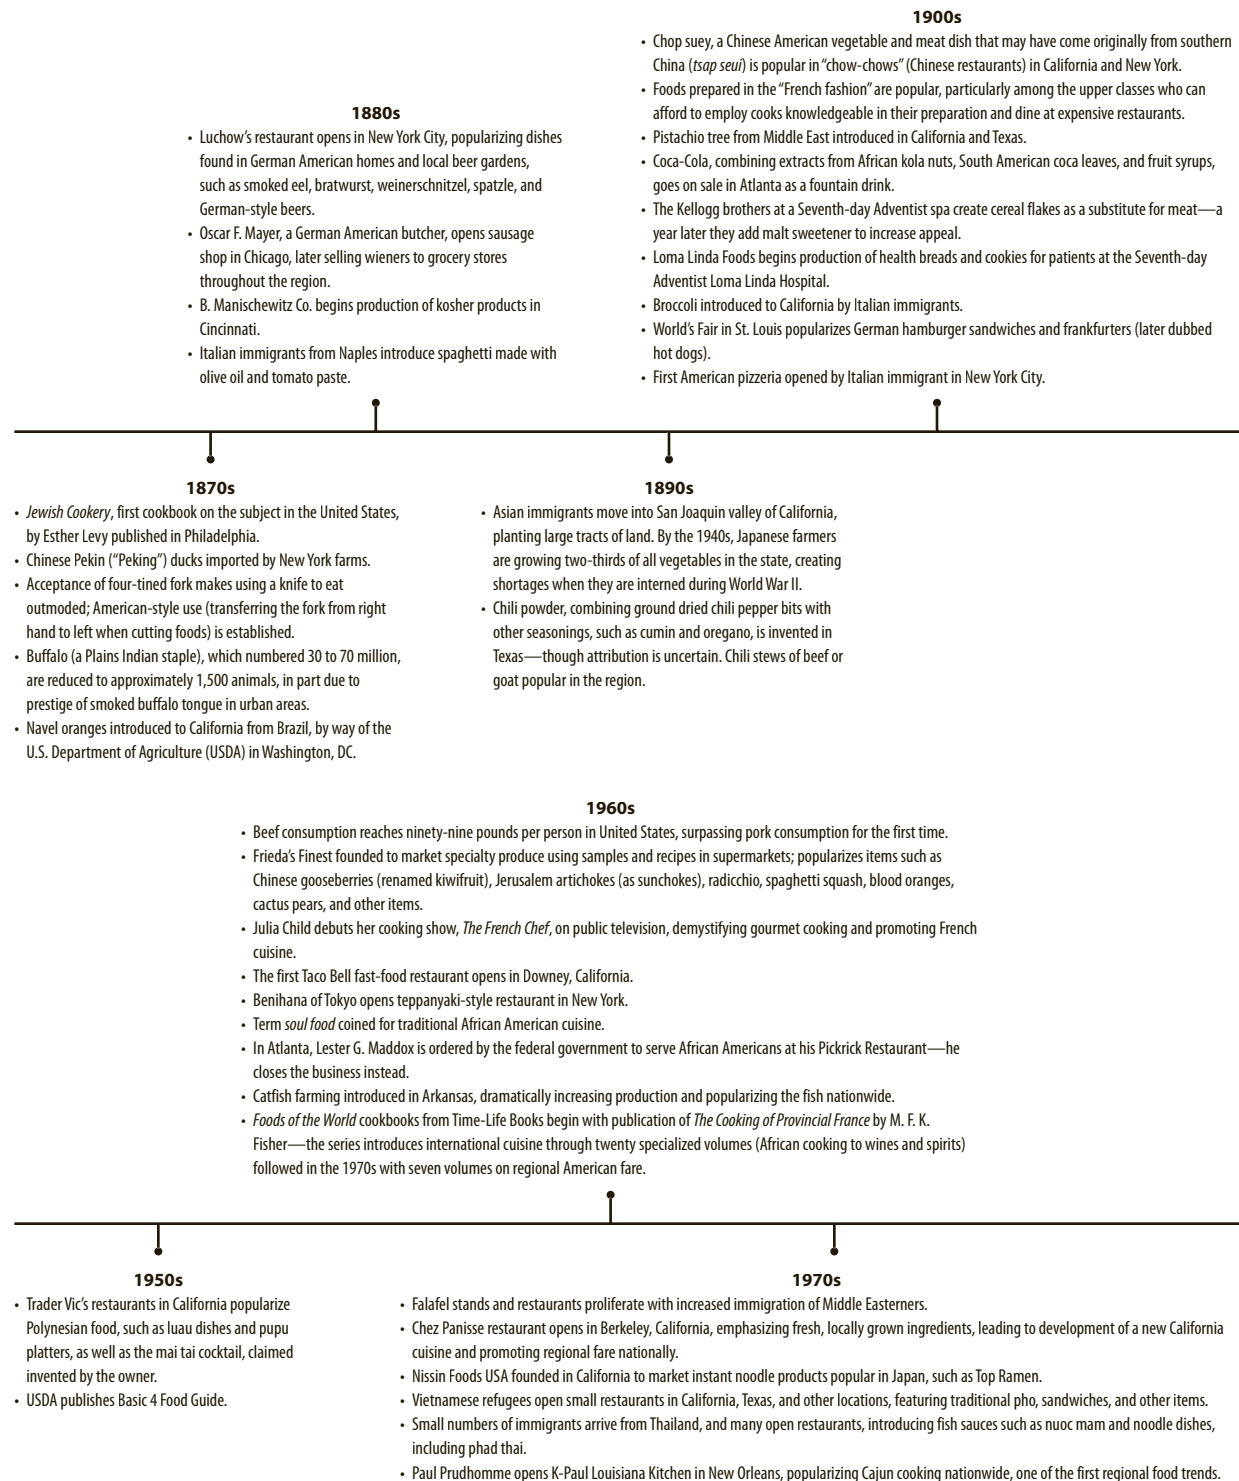 1900s
• Chop suey, a Chinese American vegetable and meat dish that may have come originally from southern
China (tsap seui) is popular in “chow-chows” (Chinese restaurants) in California and New York.
• Foods prepared in the “French fashion” are popular, particularly among the upper classes who can
afford to employ cooks knowledgeable in their preparation and dine at expensive restaurants.
• Pistachio tree from Middle East introduced in California and Texas.
• Coca-Cola, combining extracts from African kola nuts, South American coca leaves, and fruit syrups,
goes on sale in Atlanta as a fountain drink.
• The Kellogg brothers at a Seventh-day Adventist spa create cereal flakes as a substitute for meat—a
year later they add malt sweetener to increase appeal.
• Loma Linda Foods begins production of health breads and cookies for patients at the Seventh-day
Adventist Loma Linda Hospital.
• Broccoli introduced to California by Italian immigrants.
• World’s Fair in St. Louis popularizes German hamburger sandwiches and frankfurters (later dubbed
hot dogs).
• First American pizzeria opened by Italian immigrant in New York City.
1880s
• Luchow’s restaurant opens in New York City, popularizing dishes
found in German American homes and local beer gardens,
such as smoked eel, bratwurst, weinerschnitzel, spatzle, and
German-style beers.
• Oscar F. Mayer, a German American butcher, opens sausage
shop in Chicago, later selling wieners to grocery stores
throughout the region.
• B. Manischewitz Co. begins production of kosher products in
Cincinnati.
• Italian immigrants from Naples introduce spaghetti made with
olive oil and tomato paste.
1870s
• Jewish Cookery, first cookbook on the subject in the United States,
by Esther Levy published in Philadelphia.
• Chinese Pekin (“Peking”) ducks imported by New York farms.
• Acceptance of four-tined fork makes using a knife to eat
outmoded; American-style use (transferring the fork from right
hand to left when cutting foods) is established.
• Buffalo (a Plains Indian staple), which numbered 30 to 70 million,
are reduced to approximately 1,500 animals, in part due to
prestige of smoked buffalo tongue in urban areas.
• Navel oranges introduced to California from Brazil, by way of the
U.S. Department of Agriculture (USDA) in Washington, DC.
1890s
• Asian immigrants move into San Joaquin valley of California,
planting large tracts of land. By the 1940s, Japanese farmers
are growing two-thirds of all vegetables in the state, creating
shortages when they are interned during World War II.
• Chili powder, combining ground dried chili pepper bits with
other seasonings, such as cumin and oregano, is invented in
Texas—though attribution is uncertain. Chili stews of beef or
goat popular in the region.
1960s
• Beef consumption reaches ninety-nine pounds per person in United States, surpassing pork consumption for the first time.
• Frieda’s Finest founded to market specialty produce using samples and recipes in supermarkets; popularizes items such as
Chinese gooseberries (renamed kiwifruit), Jerusalem artichokes (as sunchokes), radicchio, spaghetti squash, blood oranges,
cactus pears, and other items.
• Julia Child debuts her cooking show, The French Chef, on public television, demystifying gourmet cooking and promoting French
cuisine.
• The first Taco Bell fast-food restaurant opens in Downey, California.
• Benihana of Tokyo opens teppanyaki-style restaurant in New York.
• Term soul food coined for traditional African American cuisine.
• In Atlanta, Lester G. Maddox is ordered by the federal government to serve African Americans at his Pickrick Restaurant—he
closes the business instead.
• Catfish farming introduced in Arkansas, dramatically increasing production and popularizing the fish nationwide.
• Foods of the World cookbooks from Time-Life Books begin with publication of The Cooking of Provincial France by M. F. K.
Fisher—the series introduces international cuisine through twenty specialized volumes (African cooking to wines and spirits)
followed in the 1970s with seven volumes on regional American fare.
1950s
• Trader Vic’s restaurants in California popularize
Polynesian food, such as luau dishes and pupu
platters, as well as the mai tai cocktail, claimed
invented by the owner.
• USDA publishes Basic 4 Food Guide.
1970s
• Falafel stands and restaurants proliferate with increased immigration of Middle Easterners.
• Chez Panisse restaurant opens in Berkeley, California, emphasizing fresh, locally grown ingredients, leading to development of a new California
cuisine and promoting regional fare nationally.
• Nissin Foods USA founded in California to market instant noodle products popular in Japan, such as Top Ramen.
• Vietnamese refugees open small restaurants in California, Texas, and other locations, featuring traditional pho, sandwiches, and other items.
• Small numbers of immigrants arrive from Thailand, and many open restaurants, introducing fish sauces such as nuoc mam and noodle dishes,
including phad thai.
• Paul Prudhomme opens K-Paul Louisiana Kitchen in New Orleans, popularizing Cajun cooking nationwide, one of the first regional food trends.